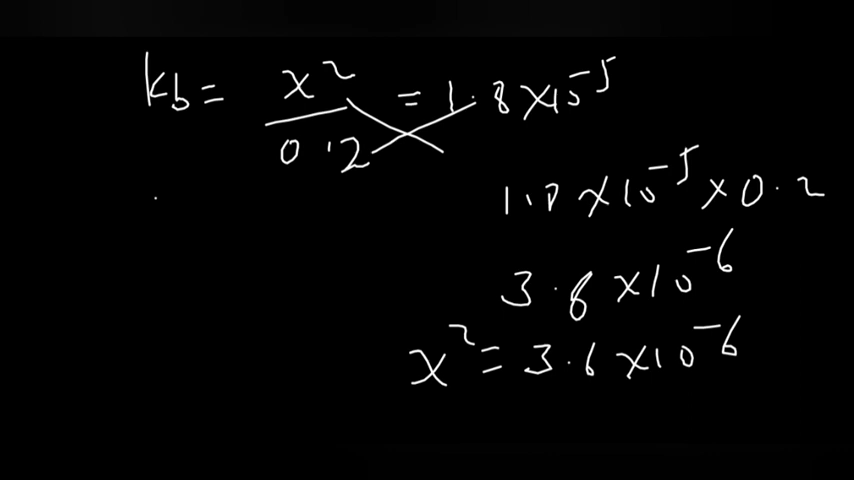 kb = x² / 0.2 = 1.8 x 10⁻⁵
1.8 x 10⁻⁵ x 0.2
3.6 x 10⁻⁶
x² = 3.6 x 10⁻⁶